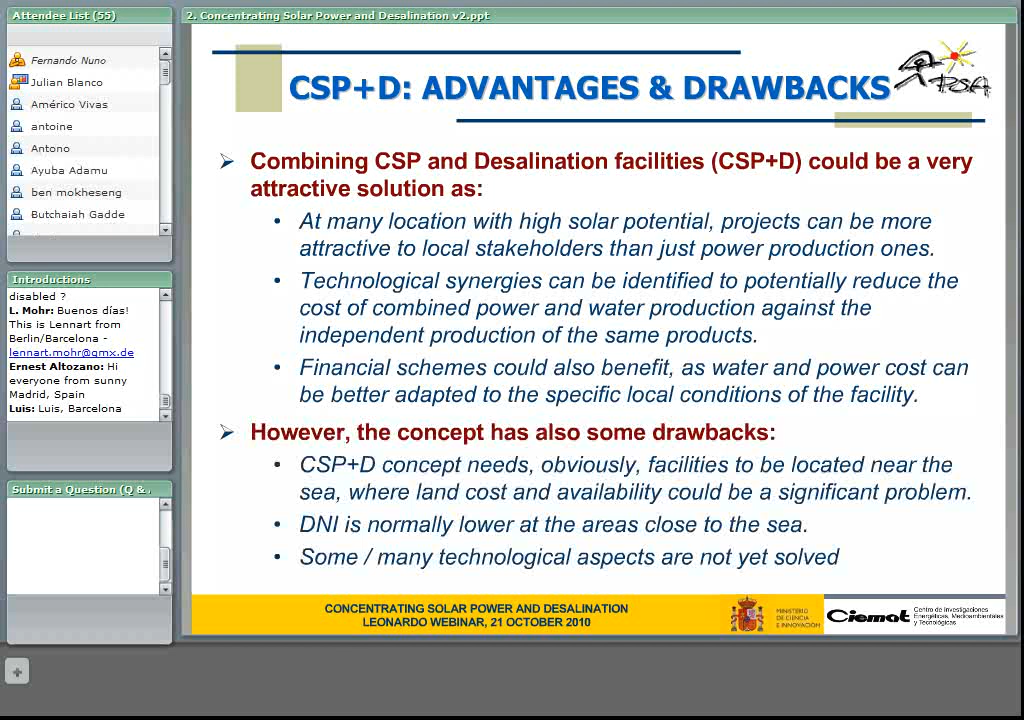 Attendee List (55)
Fernando Nuno
Julian Blanco
Américo Vivas
antoine
Antono
Ayuba Adamu
ben mokheseng
Butchaiah Gadde
Introductions
disabled ?
L. Mohr: Buenos días!
This is Lennart from
Berlin/Barcelona -
lennart.mohr@gmx.de
Ernest Altozano: Hi
everyone from sunny
Madrid, Spain
Luis: Luis, Barcelona
Submit a Question (Q &
2. Concentrating Solar Power and Desalination v2.ppt
CSP+D: ADVANTAGES & DRAWBACKS
PSA
Combining CSP and Desalination facilities (CSP+D) could be a very
attractive solution as:
• At many location with high solar potential, projects can be more
attractive to local stakeholders than just power production ones.
• Technological synergies can be identified to potentially reduce the
cost of combined power and water production against the
independent production of the same products.
• Financial schemes could also benefit, as water and power cost can
be better adapted to the specific local conditions of the facility.
However, the concept has also some drawbacks:
• CSP+D concept needs, obviously, facilities to be located near the
sea, where land cost and availability could be a significant problem.
• DNI is normally lower at the areas close to the sea.
• Some / many technological aspects are not yet solved
CONCENTRATING SOLAR POWER AND DESALINATION
LEONARDO WEBINAR, 21 OCTOBER 2010
MINISTERIO
DE CIENCIA
E INNOVACIÓN
Ciemat
Centro de Investigaciones
Energéticas, Medioambientales
y Tecnológicas